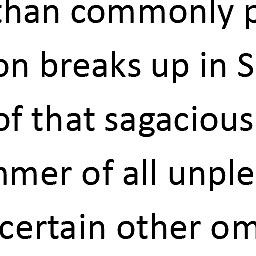 than commonly p
on breaks up in S
of that sagacious
mmer of all unple
certain other om